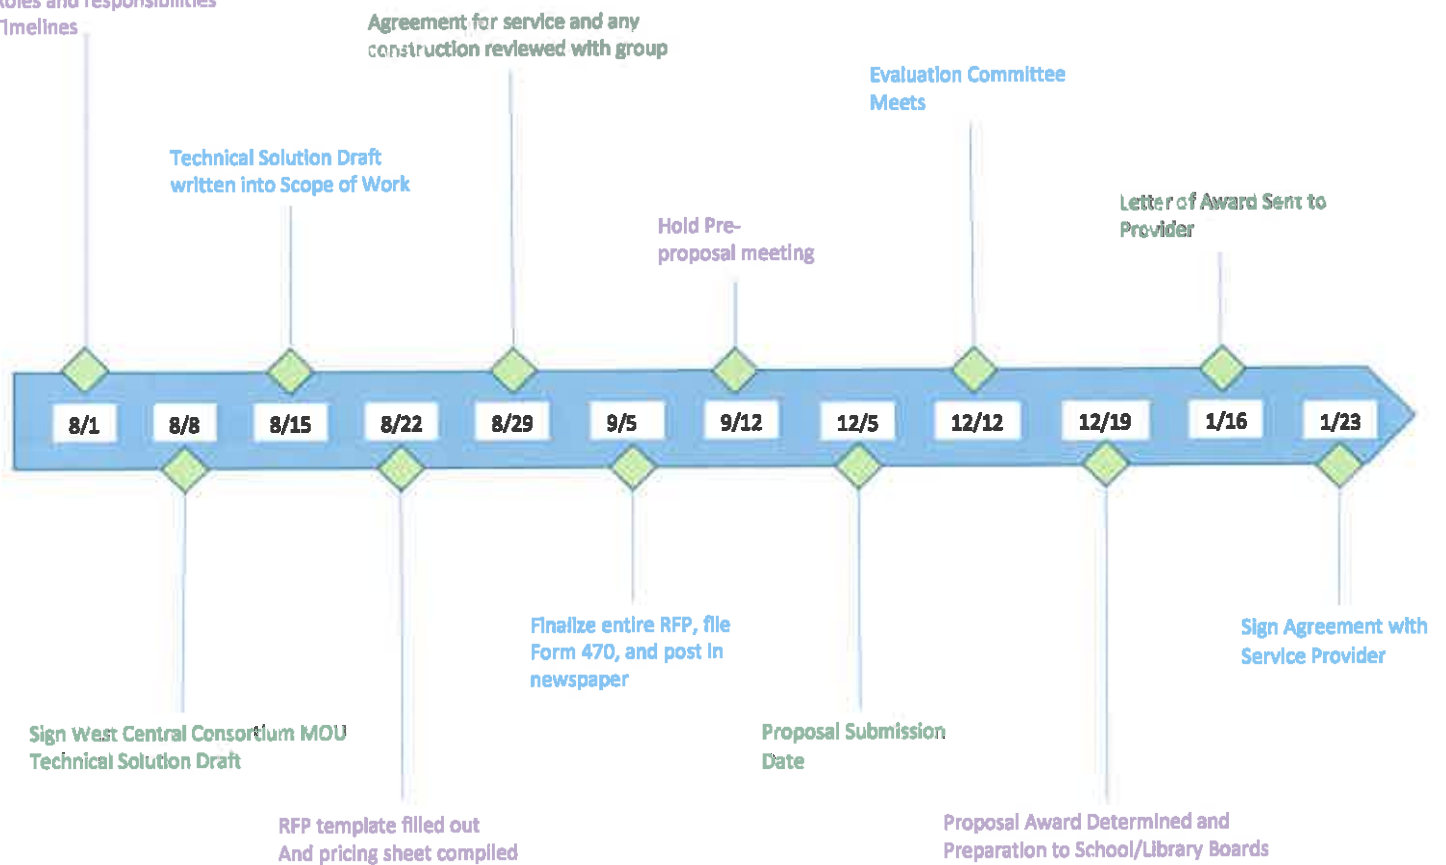 Roles and responsibilities
Timelines
Agreement for service and any
construction reviewed with group
Evaluation Committee
Meets
Technical Solution Draft
written into Scope of Work
Letter of Award Sent to
Provider
Hold Pre-
proposal meeting
8/1
8/8
8/15
8/22
8/29
9/5
9/12
12/5
12/12
12/19
1/16
1/23
Finalize entire RFP, file
Form 470, and post in
newspaper
Sign Agreement with
Service Provider
Sign West Central Consortium MOU
Technical Solution Draft
Proposal Submission
Date
RFP template filled out
And pricing sheet compiled
Proposal Award Determined and
Preparation to School/Library Boards